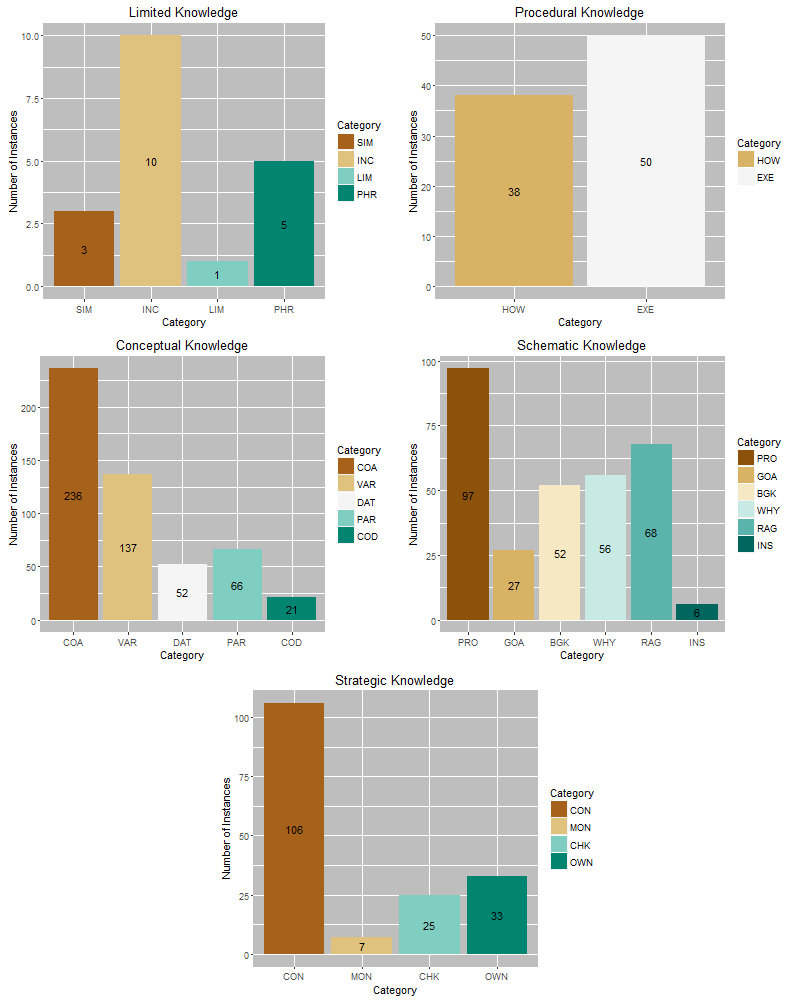 Limited Knowledge
Number of Instances
10.0
7.5
5.0
2.5
0.0
3
10
1
5
SIM
INC
LIM
PHR
Category
Category
SIM
INC
LIM
PHR
Procedural Knowledge
Number of Instances
50
40
30
20
10
0
38
50
HOW
EXE
Category
Category
HOW
EXE
Conceptual Knowledge
Number of Instances
200
150
100
50
0
236
137
52
66
21
COA
VAR
DAT
PAR
COD
Category
Category
COA
VAR
DAT
PAR
COD
Schematic Knowledge
Number of Instances
100
75
50
25
0
97
27
52
56
68
6
PRO
GOA
BGK
WHY
RAG
INS
Category
Category
PRO
GOA
BGK
WHY
RAG
INS
Strategic Knowledge
Number of Instances
100
75
50
25
0
106
7
25
33
CON
MON
CHK
OWN
Category
Category
CON
MON
CHK
OWN